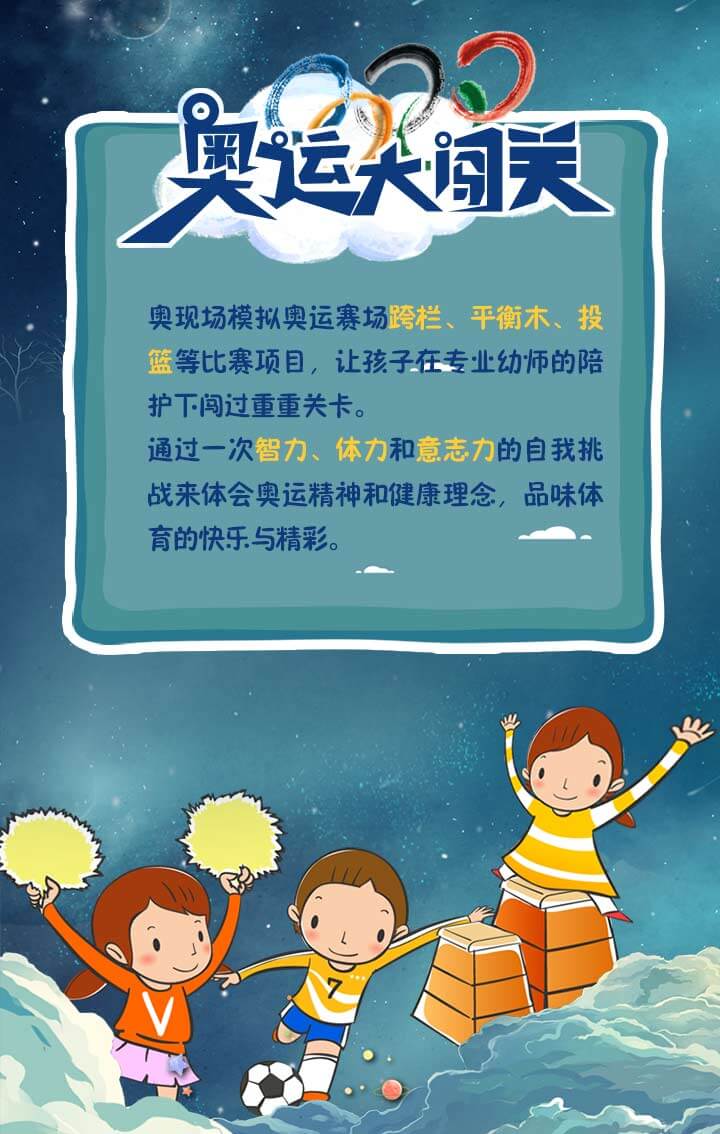 奥运大闯关
奥现场模拟奥运赛场跨栏、平衡木、投
篮等比赛项目，让孩子在专业幼师的陪
护下闯过重重关卡。
通过一次智力、体力和意志力的自我挑
战来体会奥运精神和健康理念，品味体
育的快乐与精彩。
7
V